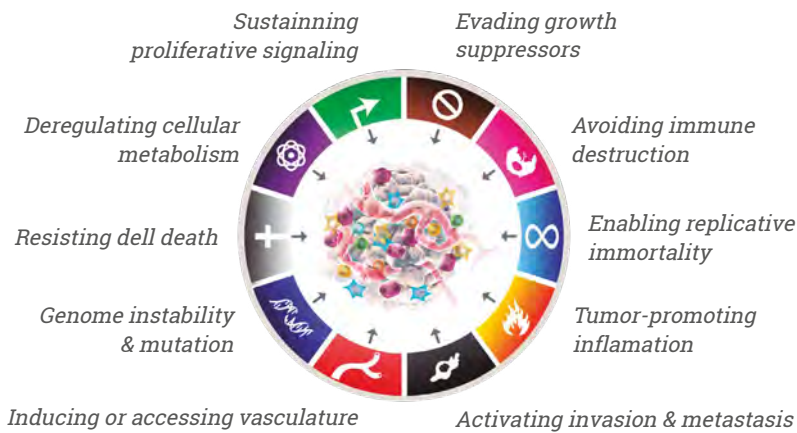 Sustainning
proliferative signaling
Evading growth
suppressors
Deregulating cellular
metabolism
Avoiding immune
destruction
Resisting dell death
Enabling replicative
immortality
Genome instability
& mutation
Tumor-promoting
inflamation
Inducing or accessing vasculature
Activating invasion & metastasis